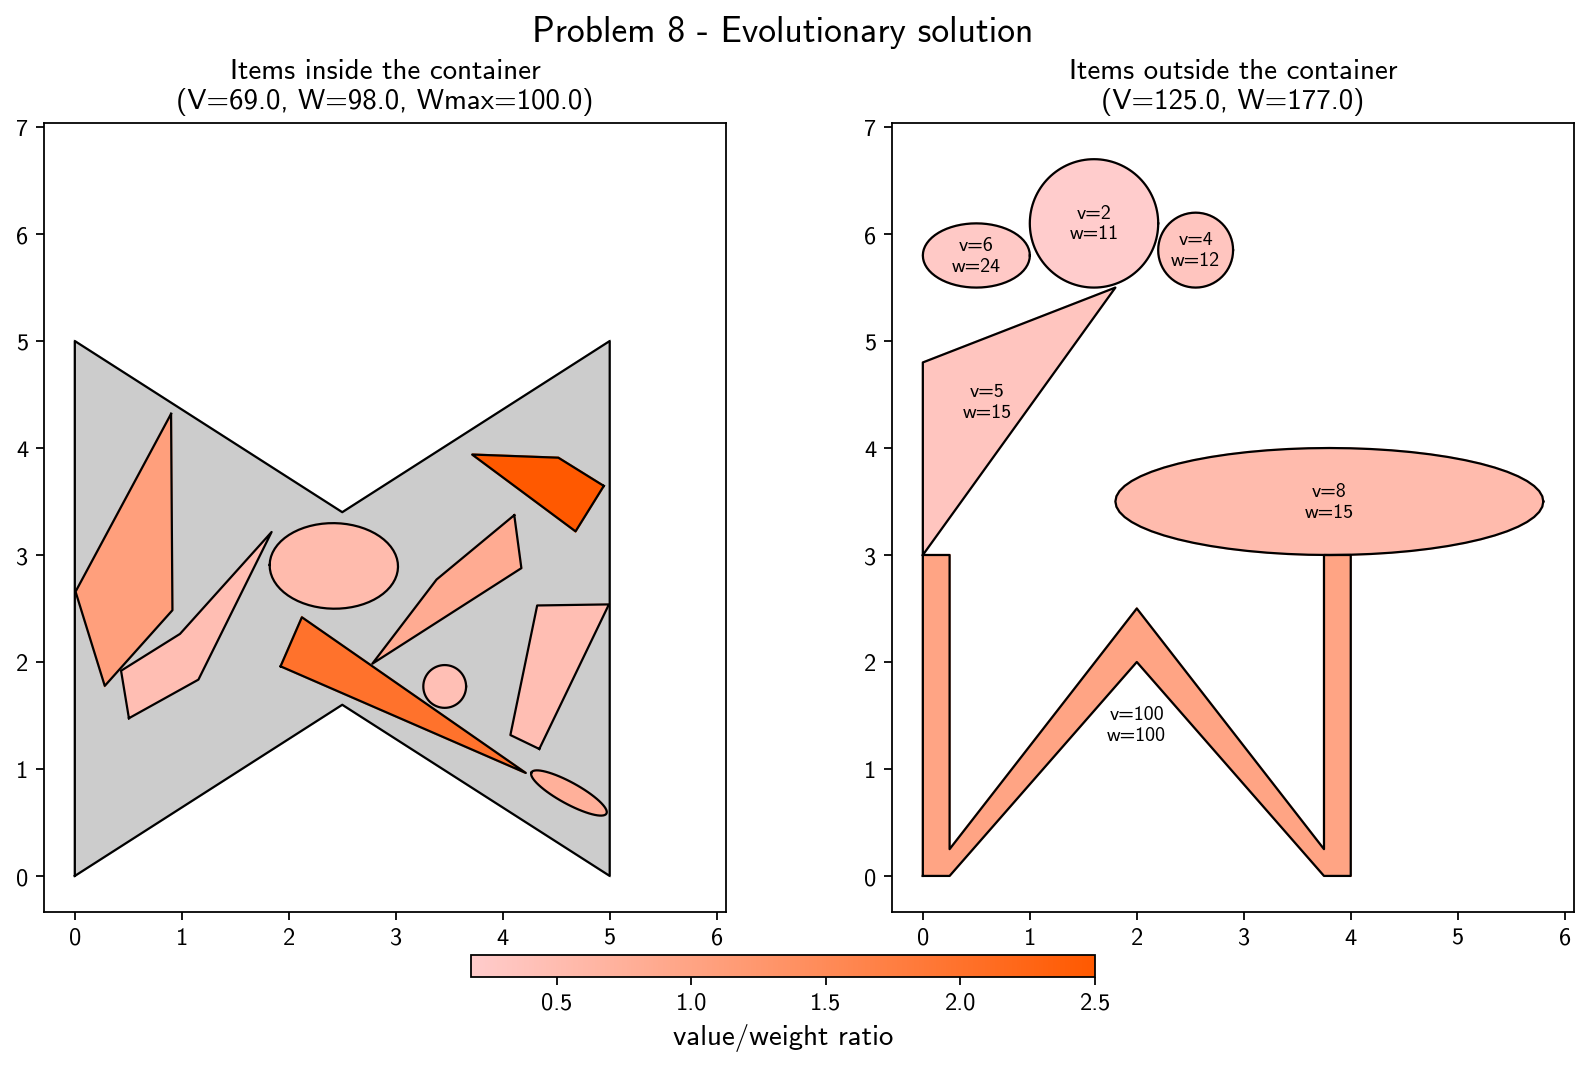 Problem 8 - Evolutionary solution
Items inside the container
(V=69.0, W=98.0, Wmax=100.0)
7
6
5
4
3
2
1
0
0 1 2 3 4 5 6
Items outside the container
(V=125.0, W=177.0)
7
6
5
4
3
2
1
0
v=2
w=11
v=6
w=24
v=4
w=12
v=5
w=15
v=8
w=15
v=100
w=100
0 1 2 3 4 5 6
0.5 1.0 1.5 2.0 2.5
value/weight ratio